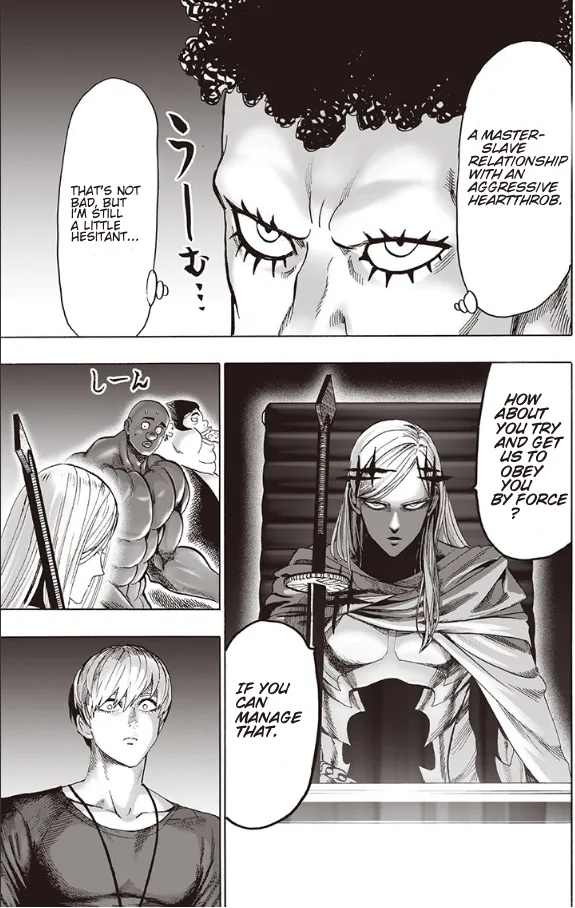 A MASTER-
SLAVE
RELATIONSHIP
WITH AN
AGGRESSIVE
HEARTTHROB.
うーむ…
THAT'S NOT
BAD, BUT
I'M STILL
A LITTLE
HESITANT...
HOW
ABOUT
YOU TRY
AND GET
US TO
OBEY
YOU
BY FORCE
?
IF YOU
CAN
MANAGE
THAT.
しーん